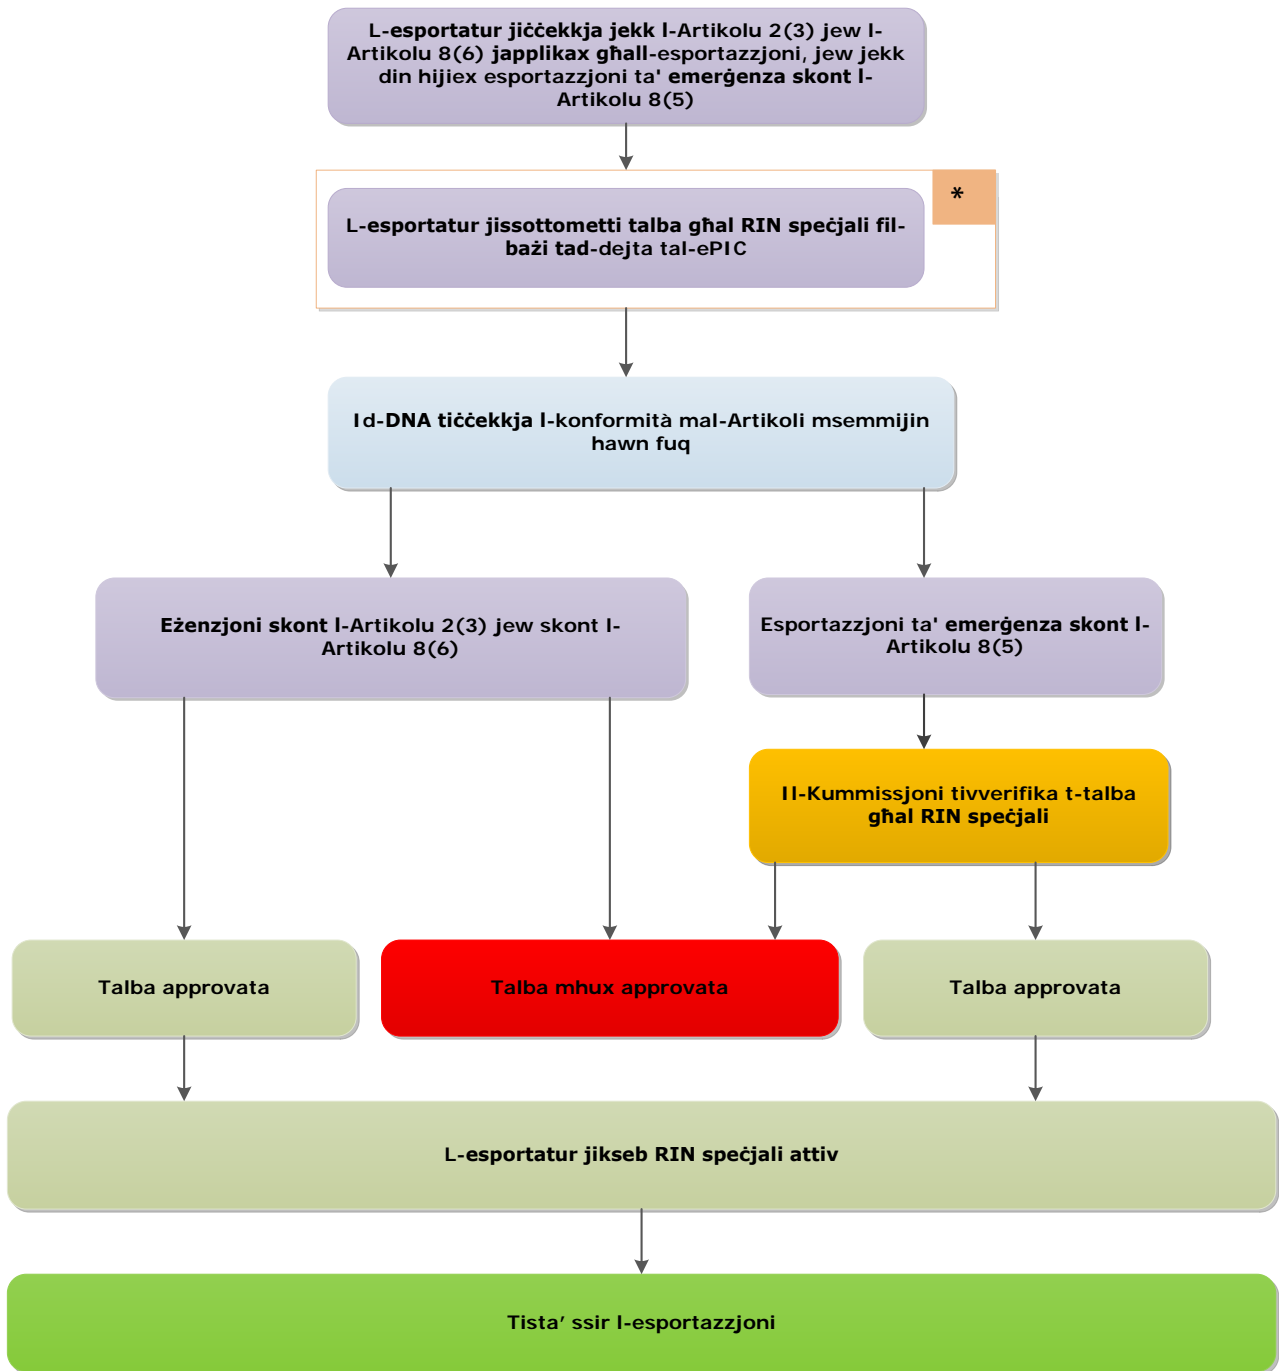 L-esportatur jiċċekkja jekk l-Artikolu 2(3) jew l-
Artikolu 8(6) japplikax għall-esportazzjoni, jew jekk
din hijiex esportazzjoni ta' emerġenza skont l-
Artikolu 8(5)
*
L-esportatur jissottometti talba għal RIN speċjali fil-
bażi tad-dejta tal-ePIC
Id-DNA tiċċekkja l-konformità mal-Artikoli msemmijin
hawn fuq
Eżenzjoni skont l-Artikolu 2(3) jew skont l-
Artikolu 8(6)
Esportazzjoni ta' emerġenza skont l-
Artikolu 8(5)
Il-Kummissjoni tivverifika t-talba
għal RIN speċjali
Talba approvata
Talba mhux approvata
Talba approvata
L-esportatur jikseb RIN speċjali attiv
Tista’ ssir l-esportazzjoni